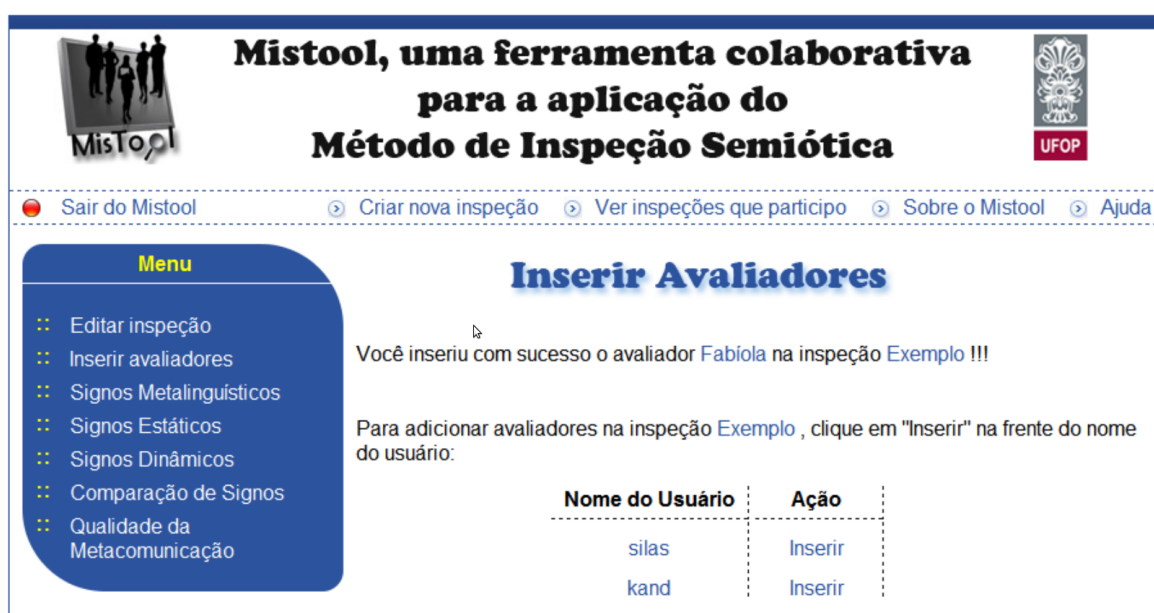 Mistool, uma ferramenta colaborativa
para a aplicação do
Método de Inspeção Semiótica
MisTool
UFOP
Sair do Mistool
Criar nova inspeção
Ver inspeções que participo
Sobre o Mistool
Ajuda
Menu
Editar inspeção
Inserir avaliadores
Signos Metalinguísticos
Signos Estáticos
Signos Dinâmicos
Comparação de Signos
Qualidade da
Metacomunicação
Inserir Avaliadores
Você inseriu com sucesso o avaliador Fabíola na inspeção Exemplo !!!
Para adicionar avaliadores na inspeção Exemplo , clique em "Inserir" na frente do nome
do usuário:
Nome do Usuário Ação
silas Inserir
kand Inserir